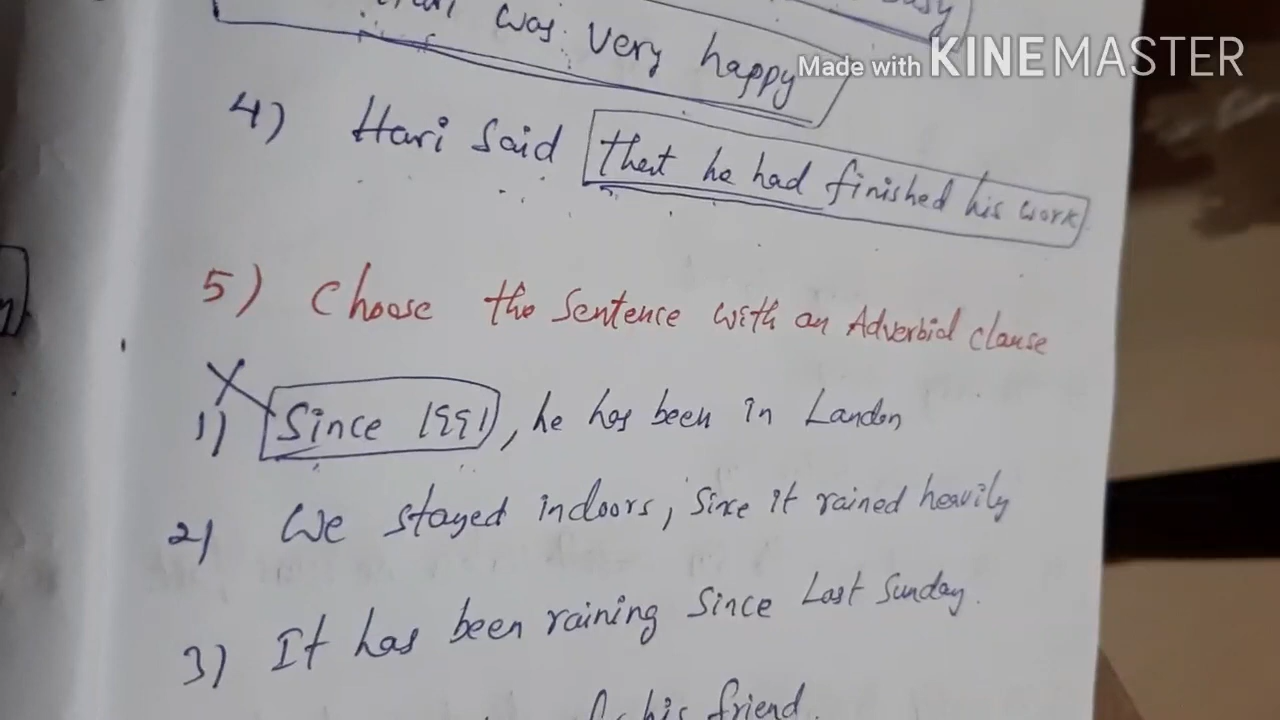 was very happy
Made with KINEMASTER
4) Hari Said that he had finished his work
5) Choose the Sentence with an Adverbial clause
1) Since 1991, he has been in London
2) We stayed indoors, Since it rained heavily
3) It has been raining Since Last Sunday.
his friend.